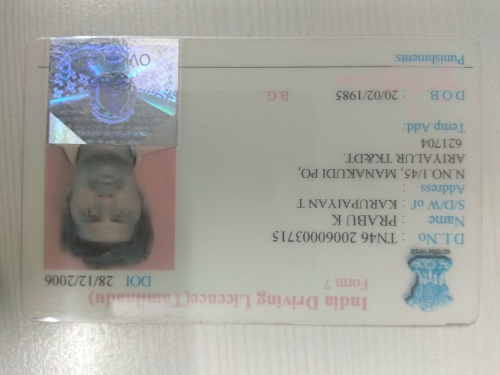 India Driving Licence(Tamilnadu)
Form 7
DOI 28/12/2006
D.L.No : TN46 20060003715
Name : PRABU K
S/D/W of : KARUPAIYAN T
Address :
N.NO.1/45, MANAKUDI PO,
ARIYALUR TK&DT.
621704
Temp.Add:
D.O.B. : 20/02/1985 B.G :
Punishments: